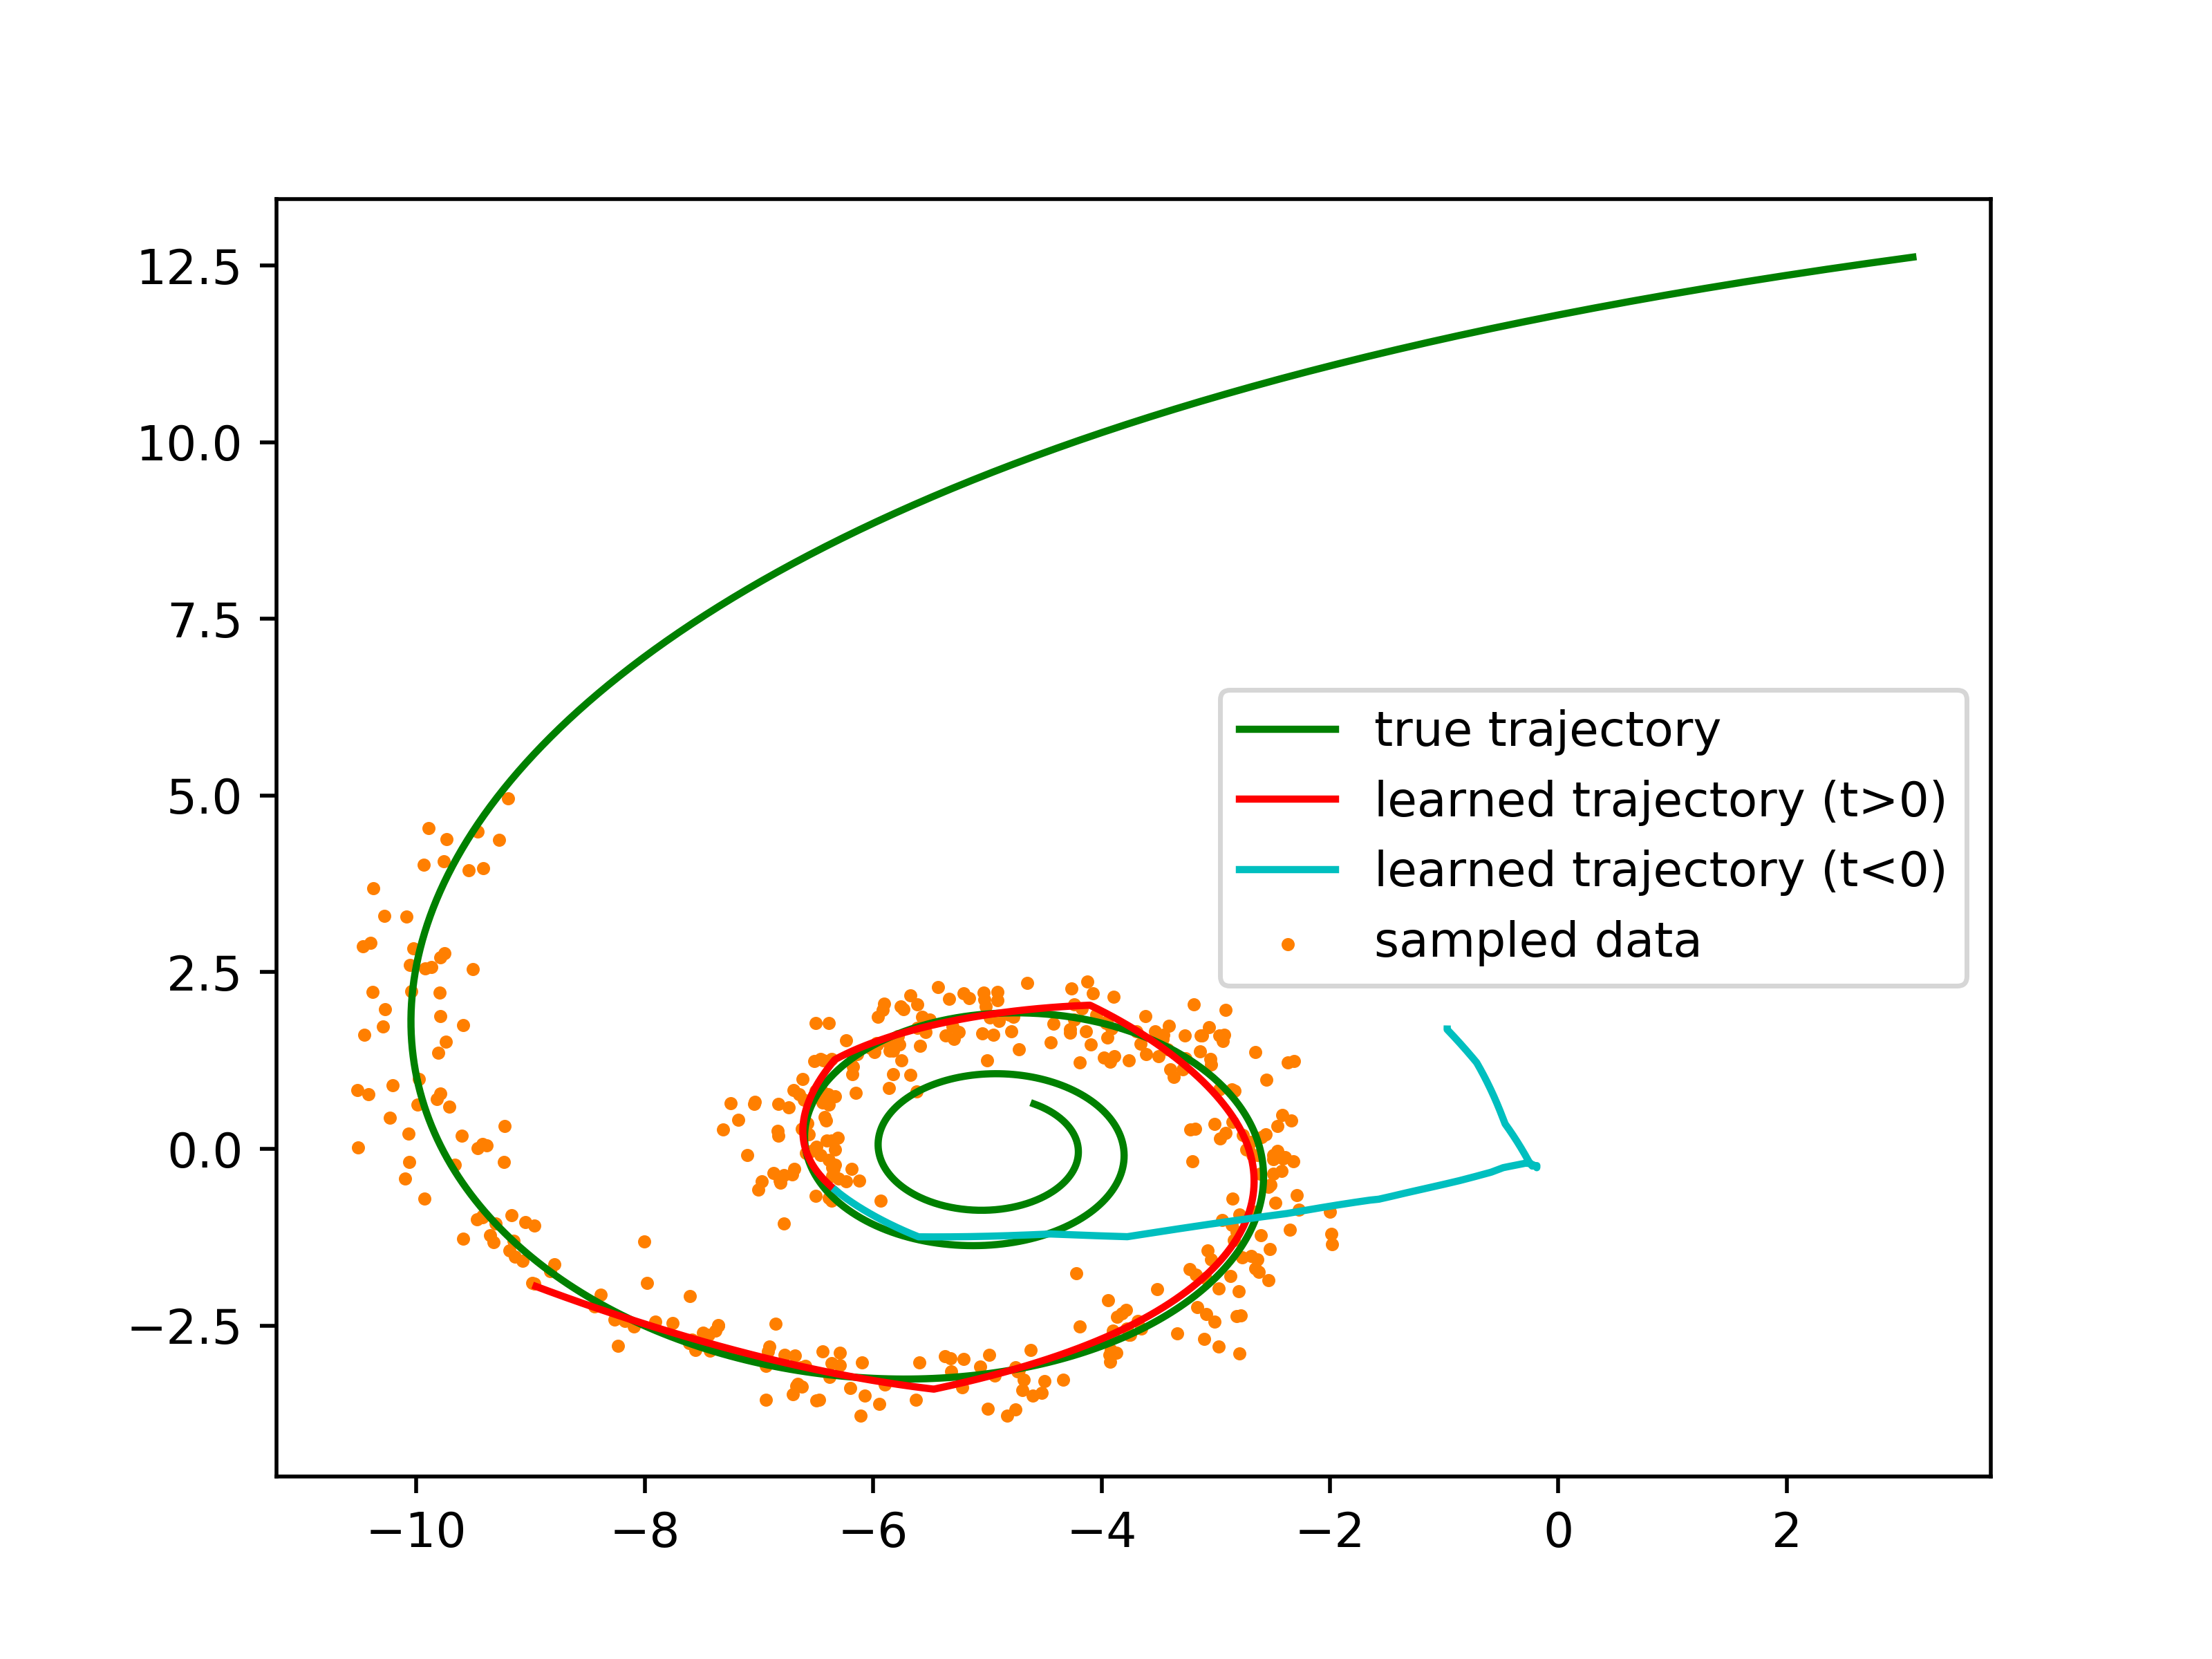 12.5
10.0
7.5
5.0
2.5
0.0
−2.5
true trajectory
learned trajectory (t>0)
learned trajectory (t<0)
sampled data
−10 −8 −6 −4 −2 0 2